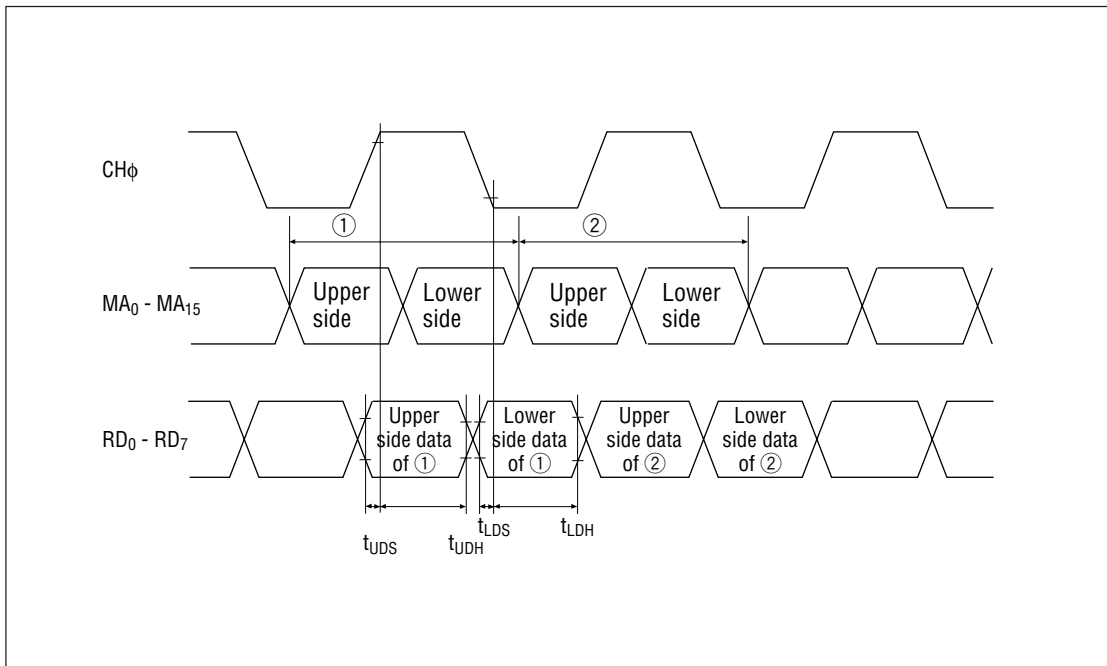 CHϕ
① ②
MA₀ - MA₁₅
Upper side
Lower side
Upper side
Lower side
RD₀ - RD₇
Upper side data of ①
Lower side data of ①
Upper side data of ②
Lower side data of ②
tUDS tUDH tLDS tLDH